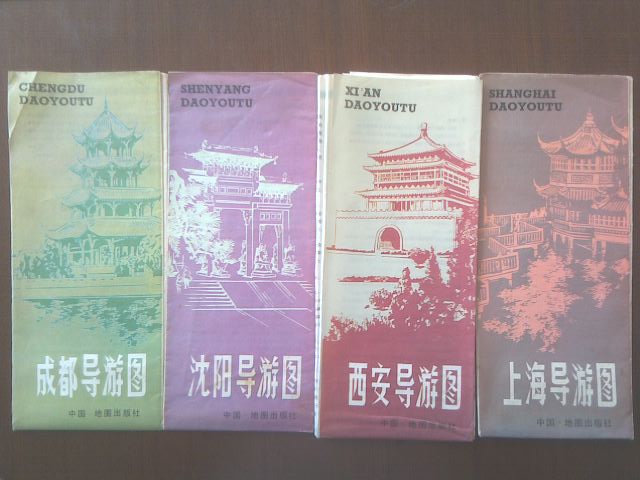 CHENGDU
DAOYOUTU
成都导游图
中国·地图出版社
SHENYANG
DAOYOUTU
沈阳导游图
中国·地图出版社
XI'AN
DAOYOUTU
西安导游图
中国·地图出版社
SHANGHAI
DAOYOUTU
上海导游图
中国·地图出版社